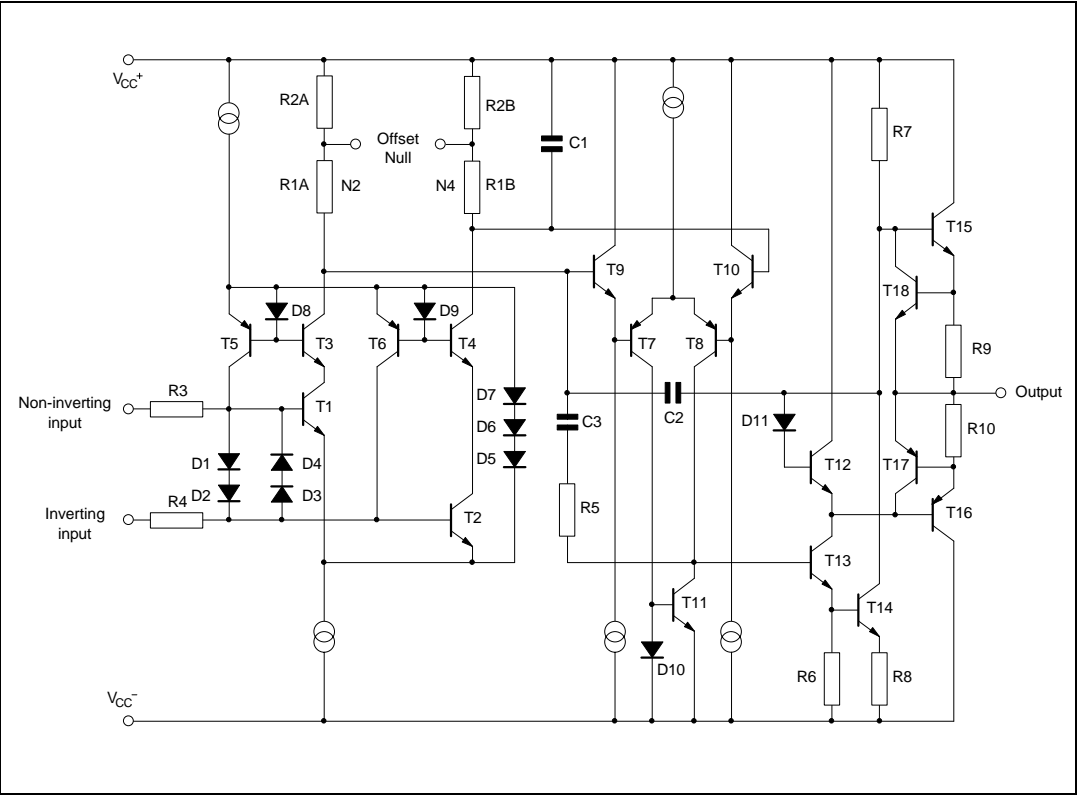 VCC+
R2A
R2B
Offset
Null
C1
R7
R1A
N2
N4
R1B
T15
T9
T10
T18
D8
D9
T5
T3
T6
T4
T7
T8
R9
R3
D7
Non-inverting
input
T1
D6
C3
C2
D11
Output
R10
D1
D4
D5
T12
T17
D2
D3
R4
R5
Inverting
input
T2
T16
T13
T11
T14
D10
R6
R8
VCC−